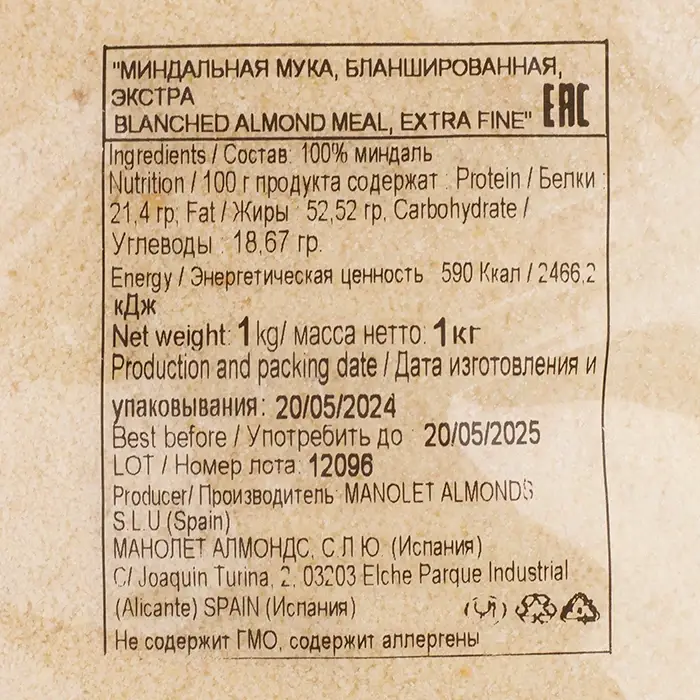 "МИНДАЛЬНАЯ МУКА, БЛАНШИРОВАННАЯ,
ЭКСТРА
BLANCHED ALMOND MEAL, EXTRA FINE" EAC
Ingredients / Состав: 100% миндаль
Nutrition / 100 г продукта содержат : Protein / Белки :
21,4 гр, Fat / Жиры : 52,52 гр, Carbohydrate /
Углеводы : 18,67 гр.
Energy / Энергетическая ценность 590 Ккал / 2466,2
кДж
Net weight: 1 kg/ масса нетто: 1 кг
Production and packing date / Дата изготовления и
упаковывания: 20/05/2024
Best before / Употребить до : 20/05/2025
LOT / Номер лота: 12096
Producer/ Производитель: MANOLET ALMONDS
S.L.U (Spain)
МАНОЛЕТ АЛМОНДС, С.Л.Ю. (Испания)
C/ Joaquin Turina, 2, 03203 Elche Parque Industrial
(Alicante) SPAIN (Испания)
Не содержит ГМО, содержит аллергены